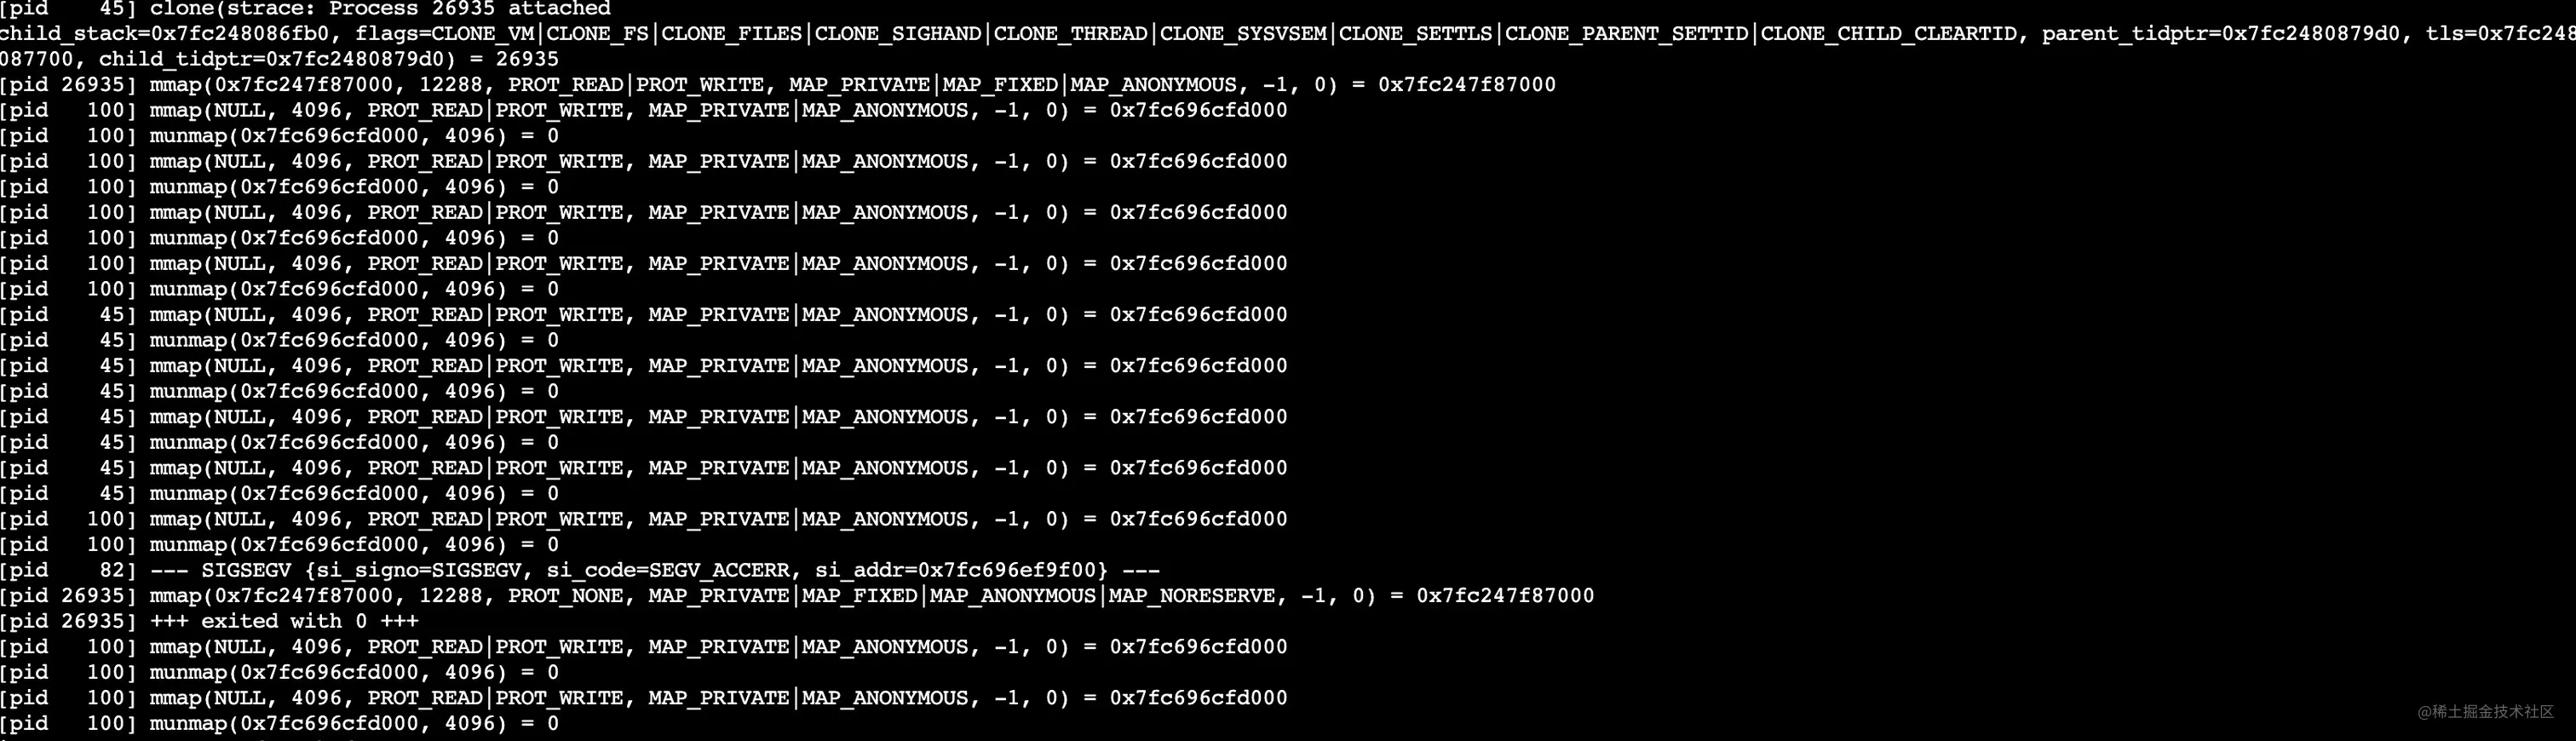 [pid    45] clone(strace: Process 26935 attached
child_stack=0x7fc248086fb0, flags=CLONE_VM|CLONE_FS|CLONE_FILES|CLONE_SIGHAND|CLONE_THREAD|CLONE_SYSVSEM|CLONE_SETTLS|CLONE_PARENT_SETTID|CLONE_CHILD_CLEARTID, parent_tidptr=0x7fc2480879d0, tls=0x7fc248
087700, child_tidptr=0x7fc2480879d0) = 26935
[pid 26935] mmap(0x7fc247f87000, 12288, PROT_READ|PROT_WRITE, MAP_PRIVATE|MAP_FIXED|MAP_ANONYMOUS, -1, 0) = 0x7fc247f87000
[pid   100] mmap(NULL, 4096, PROT_READ|PROT_WRITE, MAP_PRIVATE|MAP_ANONYMOUS, -1, 0) = 0x7fc696cfd000
[pid   100] munmap(0x7fc696cfd000, 4096) = 0
[pid   100] mmap(NULL, 4096, PROT_READ|PROT_WRITE, MAP_PRIVATE|MAP_ANONYMOUS, -1, 0) = 0x7fc696cfd000
[pid   100] munmap(0x7fc696cfd000, 4096) = 0
[pid   100] mmap(NULL, 4096, PROT_READ|PROT_WRITE, MAP_PRIVATE|MAP_ANONYMOUS, -1, 0) = 0x7fc696cfd000
[pid   100] munmap(0x7fc696cfd000, 4096) = 0
[pid   100] mmap(NULL, 4096, PROT_READ|PROT_WRITE, MAP_PRIVATE|MAP_ANONYMOUS, -1, 0) = 0x7fc696cfd000
[pid   100] munmap(0x7fc696cfd000, 4096) = 0
[pid    45] mmap(NULL, 4096, PROT_READ|PROT_WRITE, MAP_PRIVATE|MAP_ANONYMOUS, -1, 0) = 0x7fc696cfd000
[pid    45] munmap(0x7fc696cfd000, 4096) = 0
[pid    45] mmap(NULL, 4096, PROT_READ|PROT_WRITE, MAP_PRIVATE|MAP_ANONYMOUS, -1, 0) = 0x7fc696cfd000
[pid    45] munmap(0x7fc696cfd000, 4096) = 0
[pid    45] mmap(NULL, 4096, PROT_READ|PROT_WRITE, MAP_PRIVATE|MAP_ANONYMOUS, -1, 0) = 0x7fc696cfd000
[pid    45] munmap(0x7fc696cfd000, 4096) = 0
[pid    45] mmap(NULL, 4096, PROT_READ|PROT_WRITE, MAP_PRIVATE|MAP_ANONYMOUS, -1, 0) = 0x7fc696cfd000
[pid    45] munmap(0x7fc696cfd000, 4096) = 0
[pid   100] mmap(NULL, 4096, PROT_READ|PROT_WRITE, MAP_PRIVATE|MAP_ANONYMOUS, -1, 0) = 0x7fc696cfd000
[pid   100] munmap(0x7fc696cfd000, 4096) = 0
[pid    82] --- SIGSEGV {si_signo=SIGSEGV, si_code=SEGV_ACCERR, si_addr=0x7fc696ef9f00} ---
[pid 26935] mmap(0x7fc247f87000, 12288, PROT_NONE, MAP_PRIVATE|MAP_FIXED|MAP_ANONYMOUS|MAP_NORESERVE, -1, 0) = 0x7fc247f87000
[pid 26935] +++ exited with 0 +++
[pid   100] mmap(NULL, 4096, PROT_READ|PROT_WRITE, MAP_PRIVATE|MAP_ANONYMOUS, -1, 0) = 0x7fc696cfd000
[pid   100] munmap(0x7fc696cfd000, 4096) = 0
[pid   100] mmap(NULL, 4096, PROT_READ|PROT_WRITE, MAP_PRIVATE|MAP_ANONYMOUS, -1, 0) = 0x7fc696cfd000
[pid   100] munmap(0x7fc696cfd000, 4096) = 0
@稀土掘金技术社区